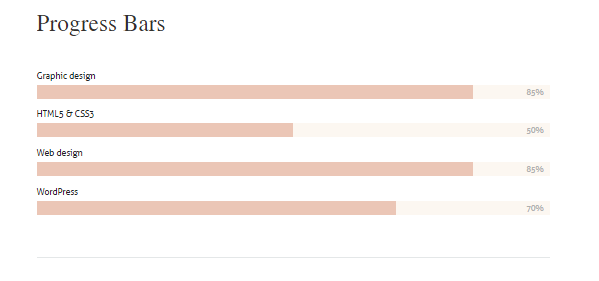 Progress Bars
Graphic design
85%
HTML5 & CSS3
50%
Web design
85%
WordPress
70%